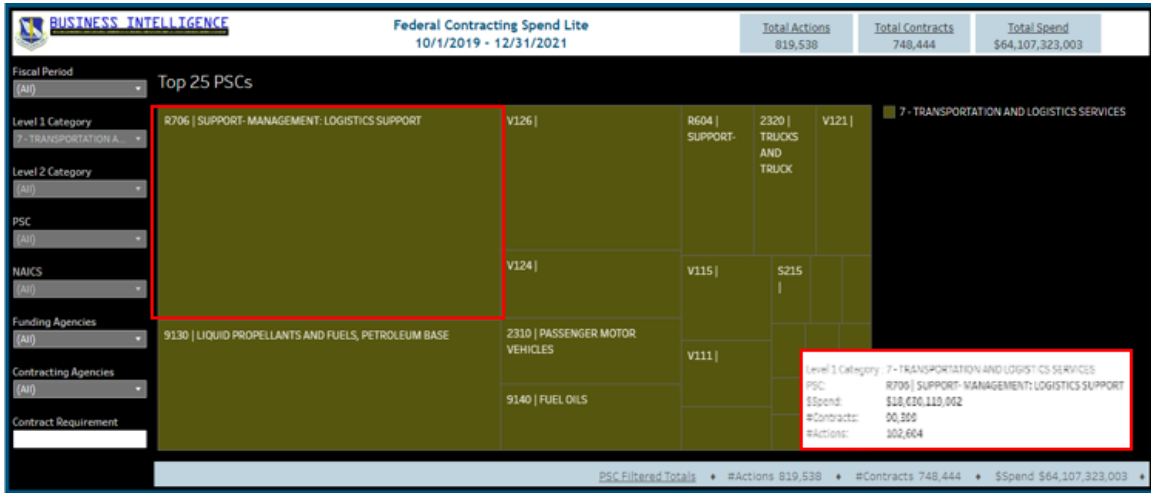 BUSINESS INTELLIGENCE
Federal Contracting Spend Lite
10/1/2019 - 12/31/2021
Total Actions
819,538
Total Contracts
748,444
Total Spend
$64,107,323,003
Fiscal Period
(All)
Level 1 Category
7 - TRANSPORTATION A...
Level 2 Category
(All)
PSC
(All)
NAICS
(All)
Funding Agencies
(All)
Contracting Agencies
(All)
Contract Requirement
Top 25 PSCs
R706 | SUPPORT- MANAGEMENT: LOGISTICS SUPPORT
V126 |
R604 |
SUPPORT-
2320 |
TRUCKS
AND
TRUCK
V121 |
7 - TRANSPORTATION AND LOGISTICS SERVICES
V124 |
V115 |
S215
|
9130 | LIQUID PROPELLANTS AND FUELS, PETROLEUM BASE
2310 | PASSENGER MOTOR
VEHICLES
V111 |
9140 | FUEL OILS
Level 1 Category: 7 - TRANSPORTATION AND LOGISTICS SERVICES
PSC: R706 | SUPPORT- MANAGEMENT: LOGISTICS SUPPORT
$Spend:
#Contracts:
#Actions: 102,604
PSC Filtered Totals ♦ #Actions 819,538 ♦ #Contracts 748,444 ♦ $Spend $64,107,323,003 ♦